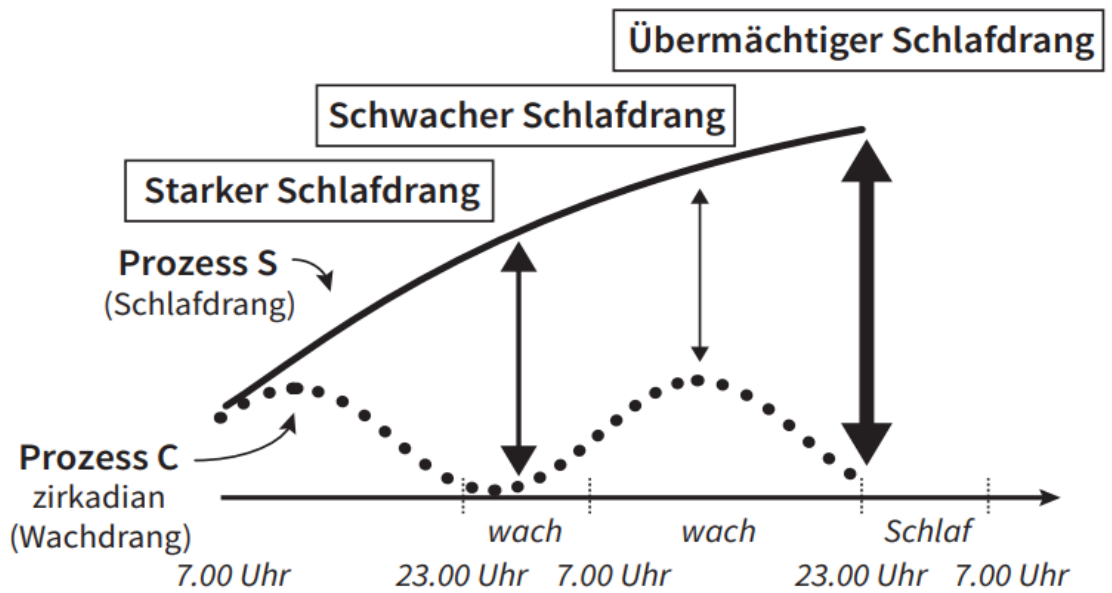 Übermächtiger Schlafdrang
Schwacher Schlafdrang
Starker Schlafdrang
Prozess S
(Schlafdrang)
Prozess C
zirkadian
(Wachdrang)
wach
wach
Schlaf
7.00 Uhr
23.00 Uhr
7.00 Uhr
23.00 Uhr
7.00 Uhr